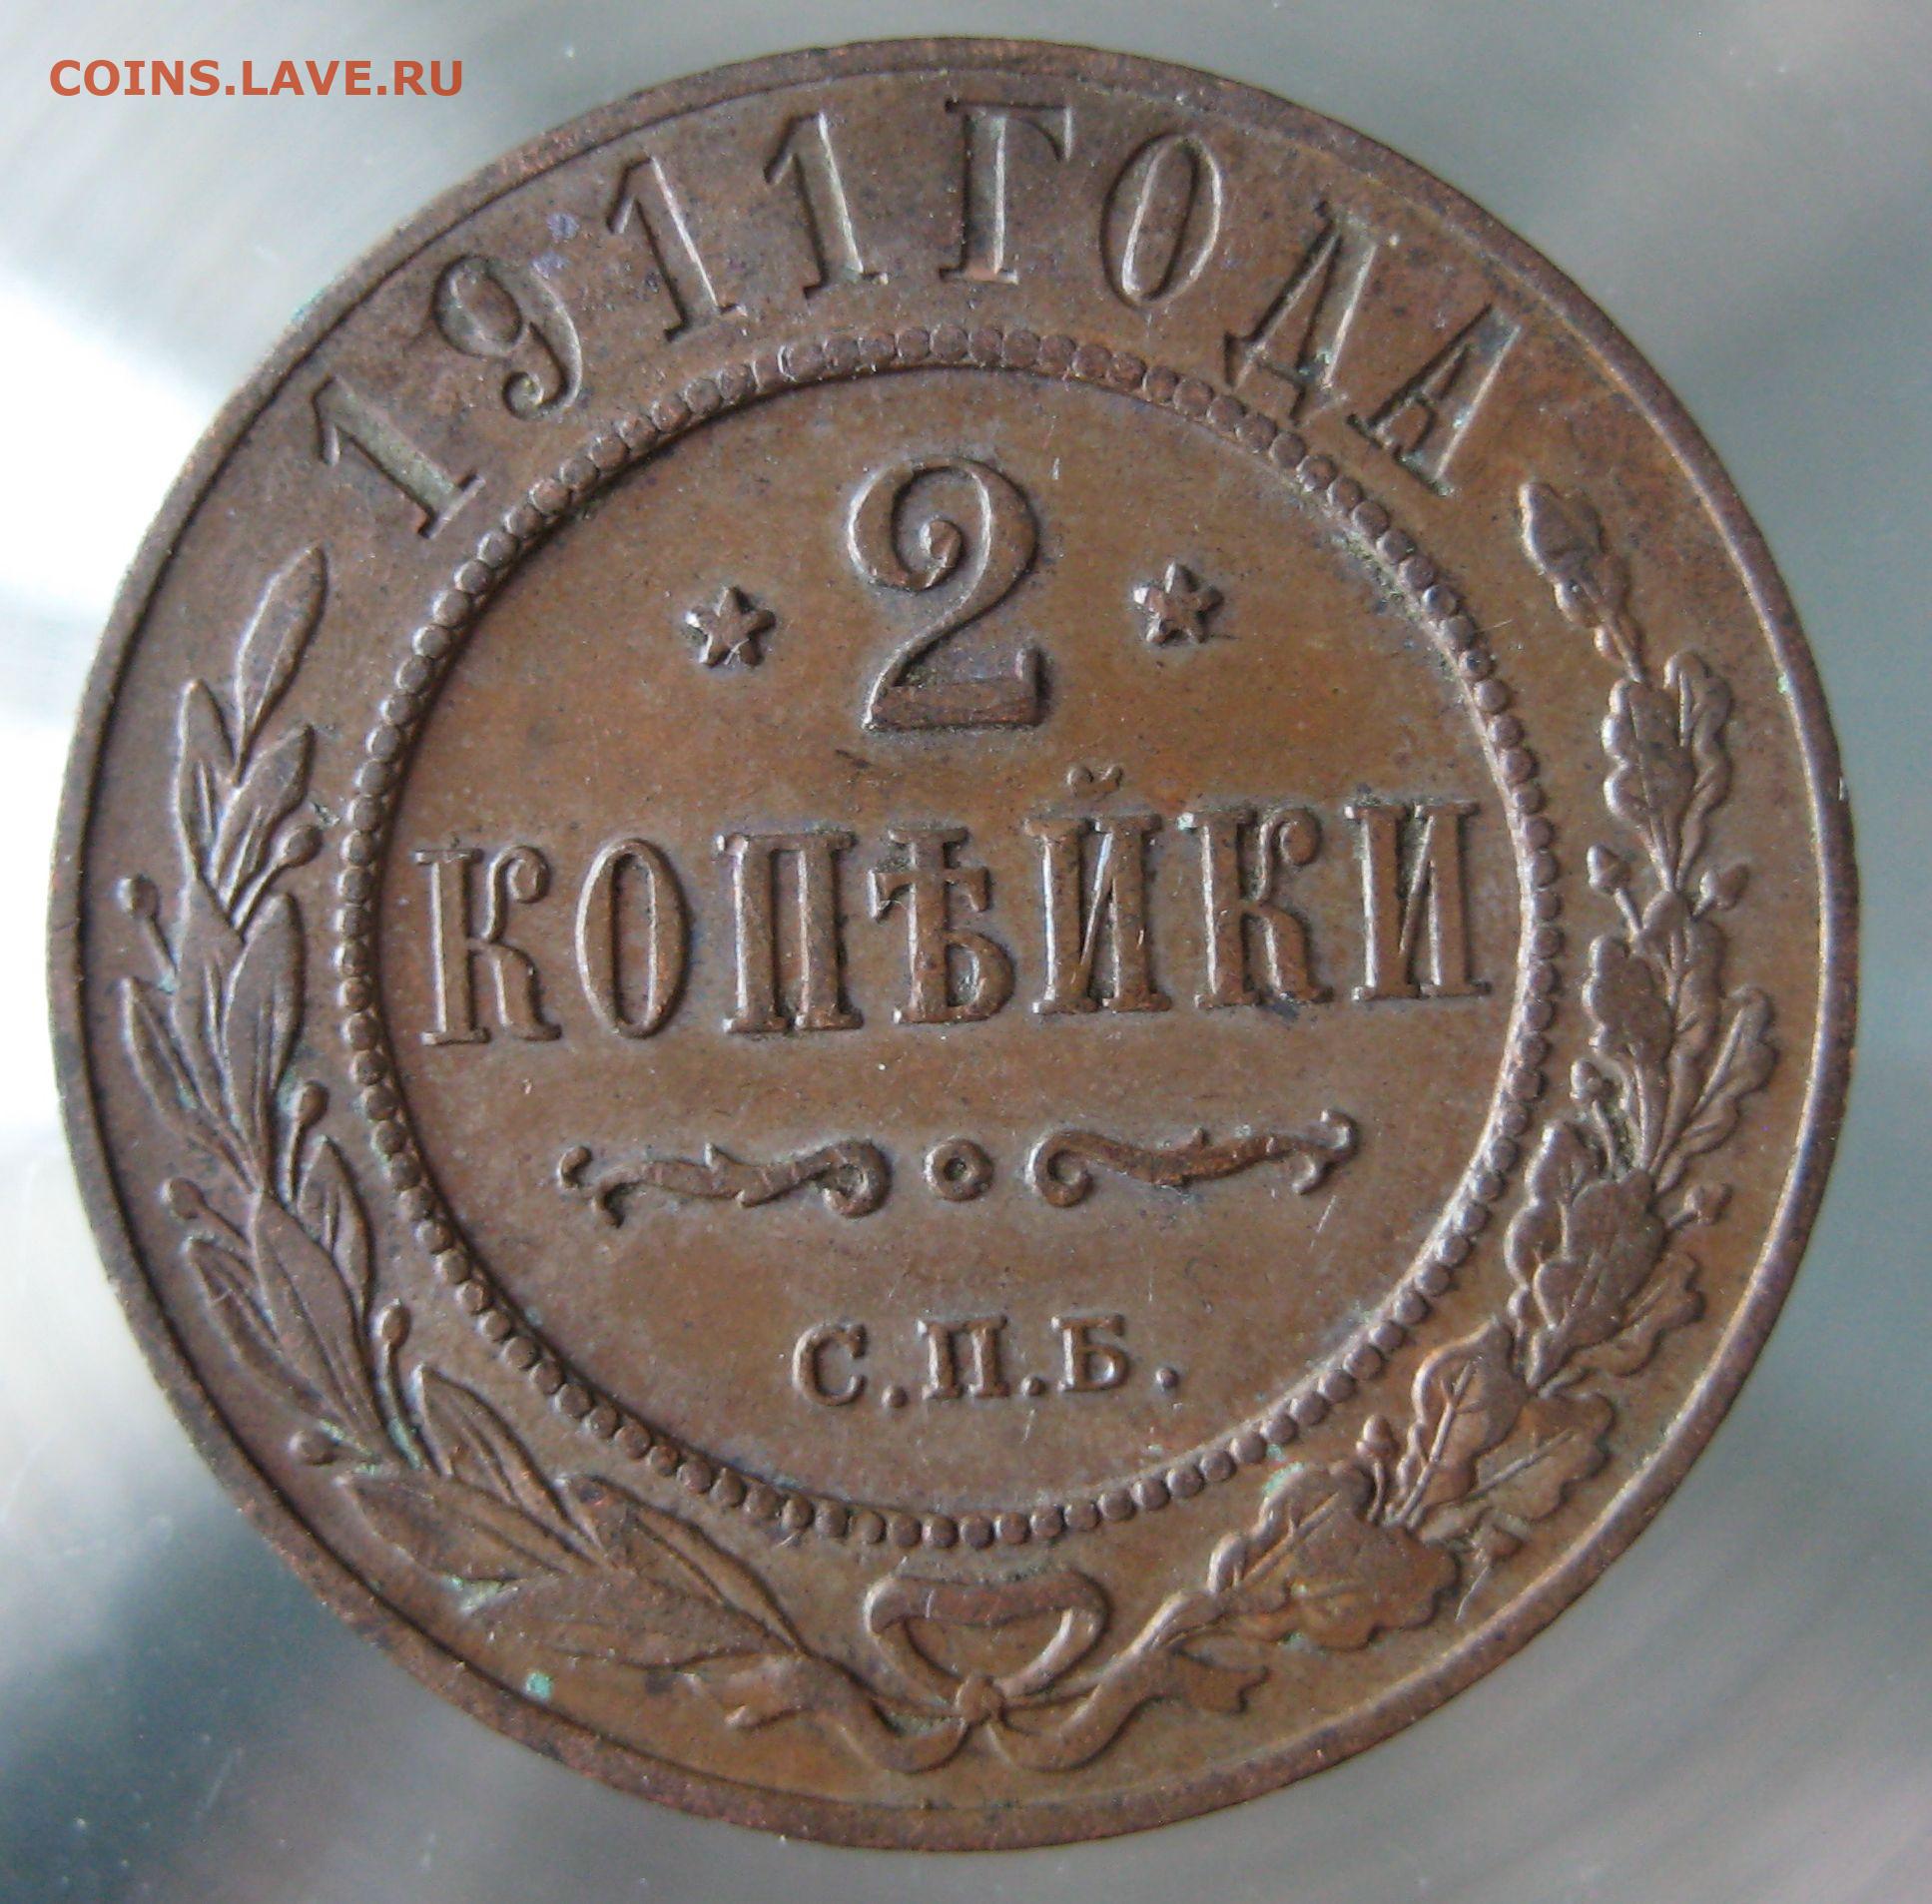 COINS.LAVE.RU
1911 ГОДА
2
КОПѢЙКИ
С.П.Б.